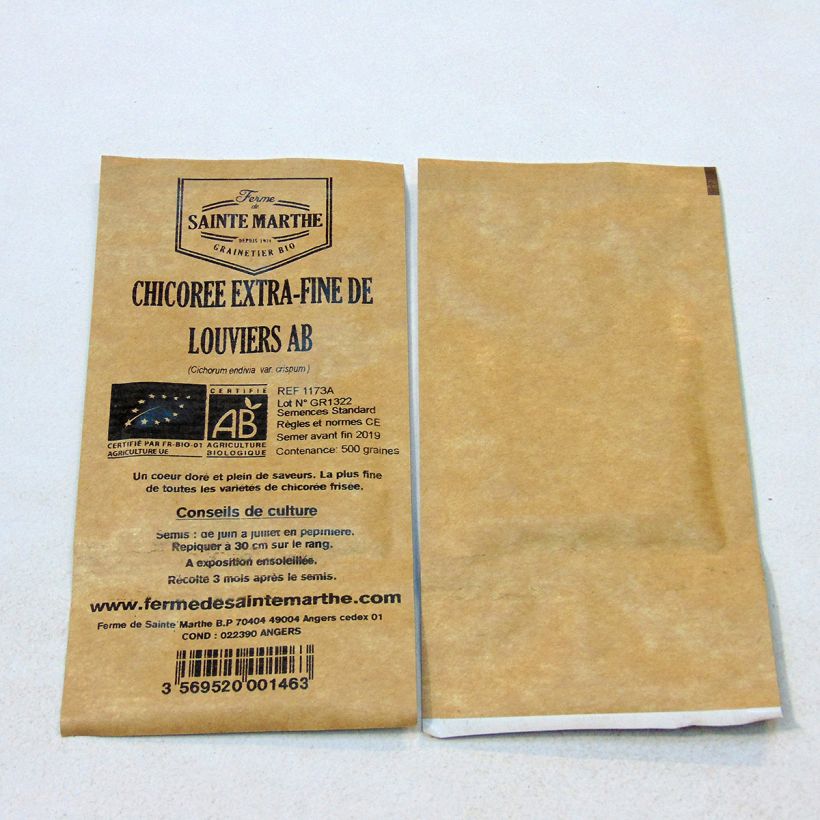 Ferme
de
SAINTE MARTHE
DEPUIS 1974
GRAINETIER BIO
CHICOREE EXTRA-FINE DE
LOUVIERS AB
(Cichorum endivia var. crispum)
CERTIFIÉ PAR FR-BIO-01
AGRICULTURE UE
CERTIFIÉ
AB
AGRICULTURE
BIOLOGIQUE
REF 1173A
Lot N° GR1322
Semences Standard
Règles et normes CE
Semer avant fin 2019
Contenance: 500 graines
Un coeur doré et plein de saveurs. La plus fine
de toutes les variétés de chicorée frisée.
Conseils de culture
Semis : de juin à juillet en pépinière.
Repiquer à 30 cm sur le rang.
A exposition ensoleillée.
Récolte 3 mois après le semis.
www.fermedesaintemarthe.com
Ferme de Sainte Marthe B.P 70404 49004 Angers cedex 01
COND : 022390 ANGERS
3 569520 001463